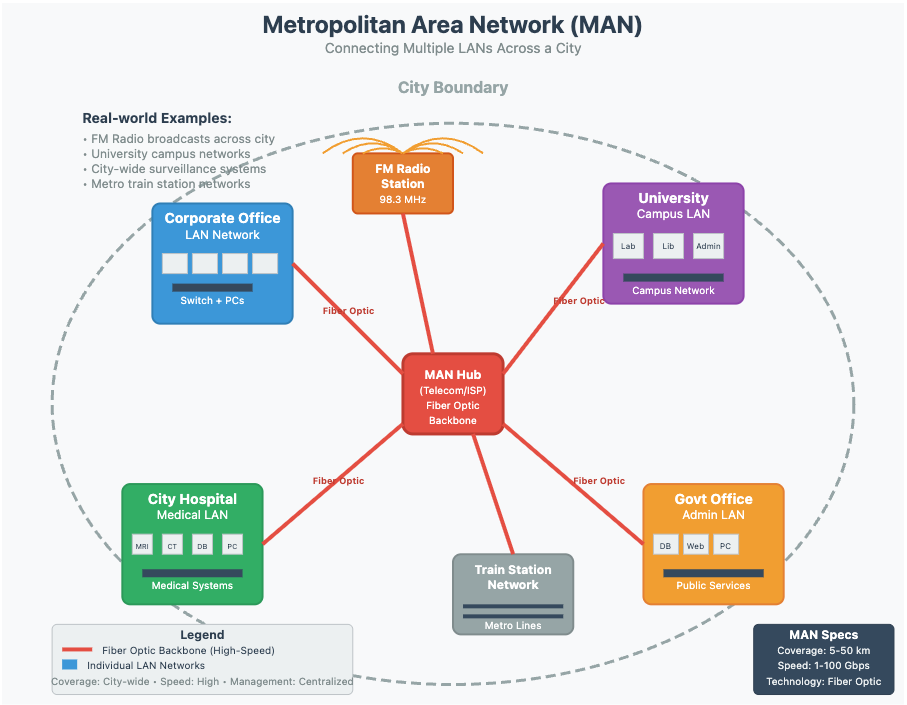 Metropolitan Area Network (MAN)
Connecting Multiple LANs Across a City
City Boundary
Real-world Examples:
• FM Radio broadcasts across city
• University campus networks
• City-wide surveillance systems
• Metro train station networks
FM Radio
Station
98.3 MHz
University
Campus LAN
Lab
Lib
Admin
Campus Network
Corporate Office
LAN Network
Switch + PCs
Fiber Optic
Fiber Optic
MAN Hub
(Telecom/ISP)
Fiber Optic
Backbone
Fiber Optic
Fiber Optic
City Hospital
Medical LAN
MRI
CT
DB
PC
Medical Systems
Train Station
Network
Metro Lines
Govt Office
Admin LAN
DB
Web
PC
Public Services
Legend
Fiber Optic Backbone (High-Speed)
Individual LAN Networks
Coverage: City-wide • Speed: High • Management: Centralized
MAN Specs
Coverage: 5-50 km
Speed: 1-100 Gbps
Technology: Fiber Optic